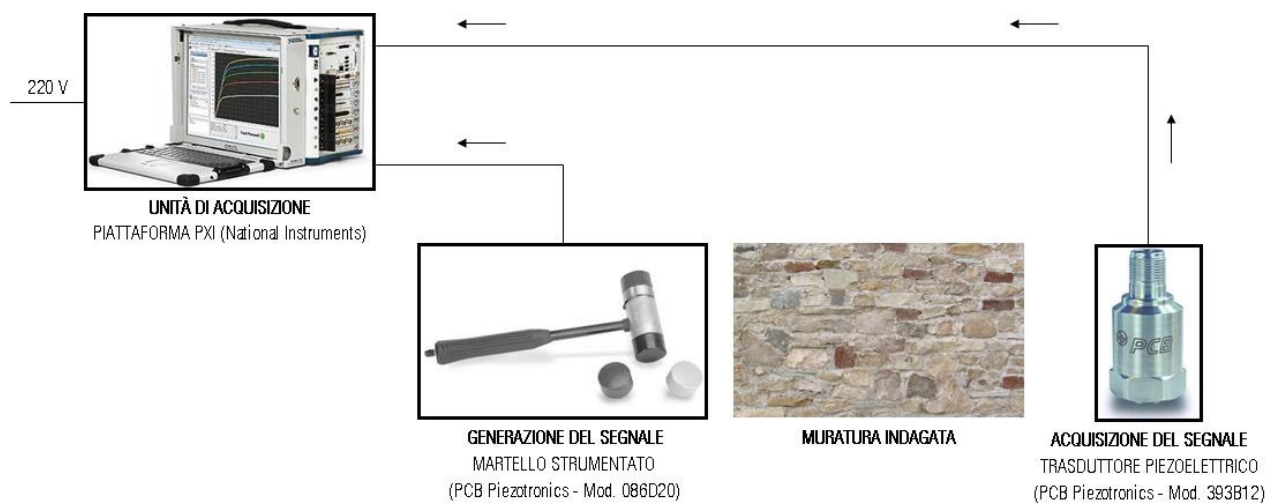 220 V
UNITÀ DI ACQUISIZIONE
PIATTAFORMA PXI (National Instruments)
GENERAZIONE DEL SEGNALE
MARTELLO STRUMENTATO
(PCB Piezotronics - Mod. 086D20)
MURATURA INDAGATA
PCB
ACQUISIZIONE DEL SEGNALE
TRASDUTTORE PIEZOELETTRICO
(PCB Piezotronics - Mod. 393B12)